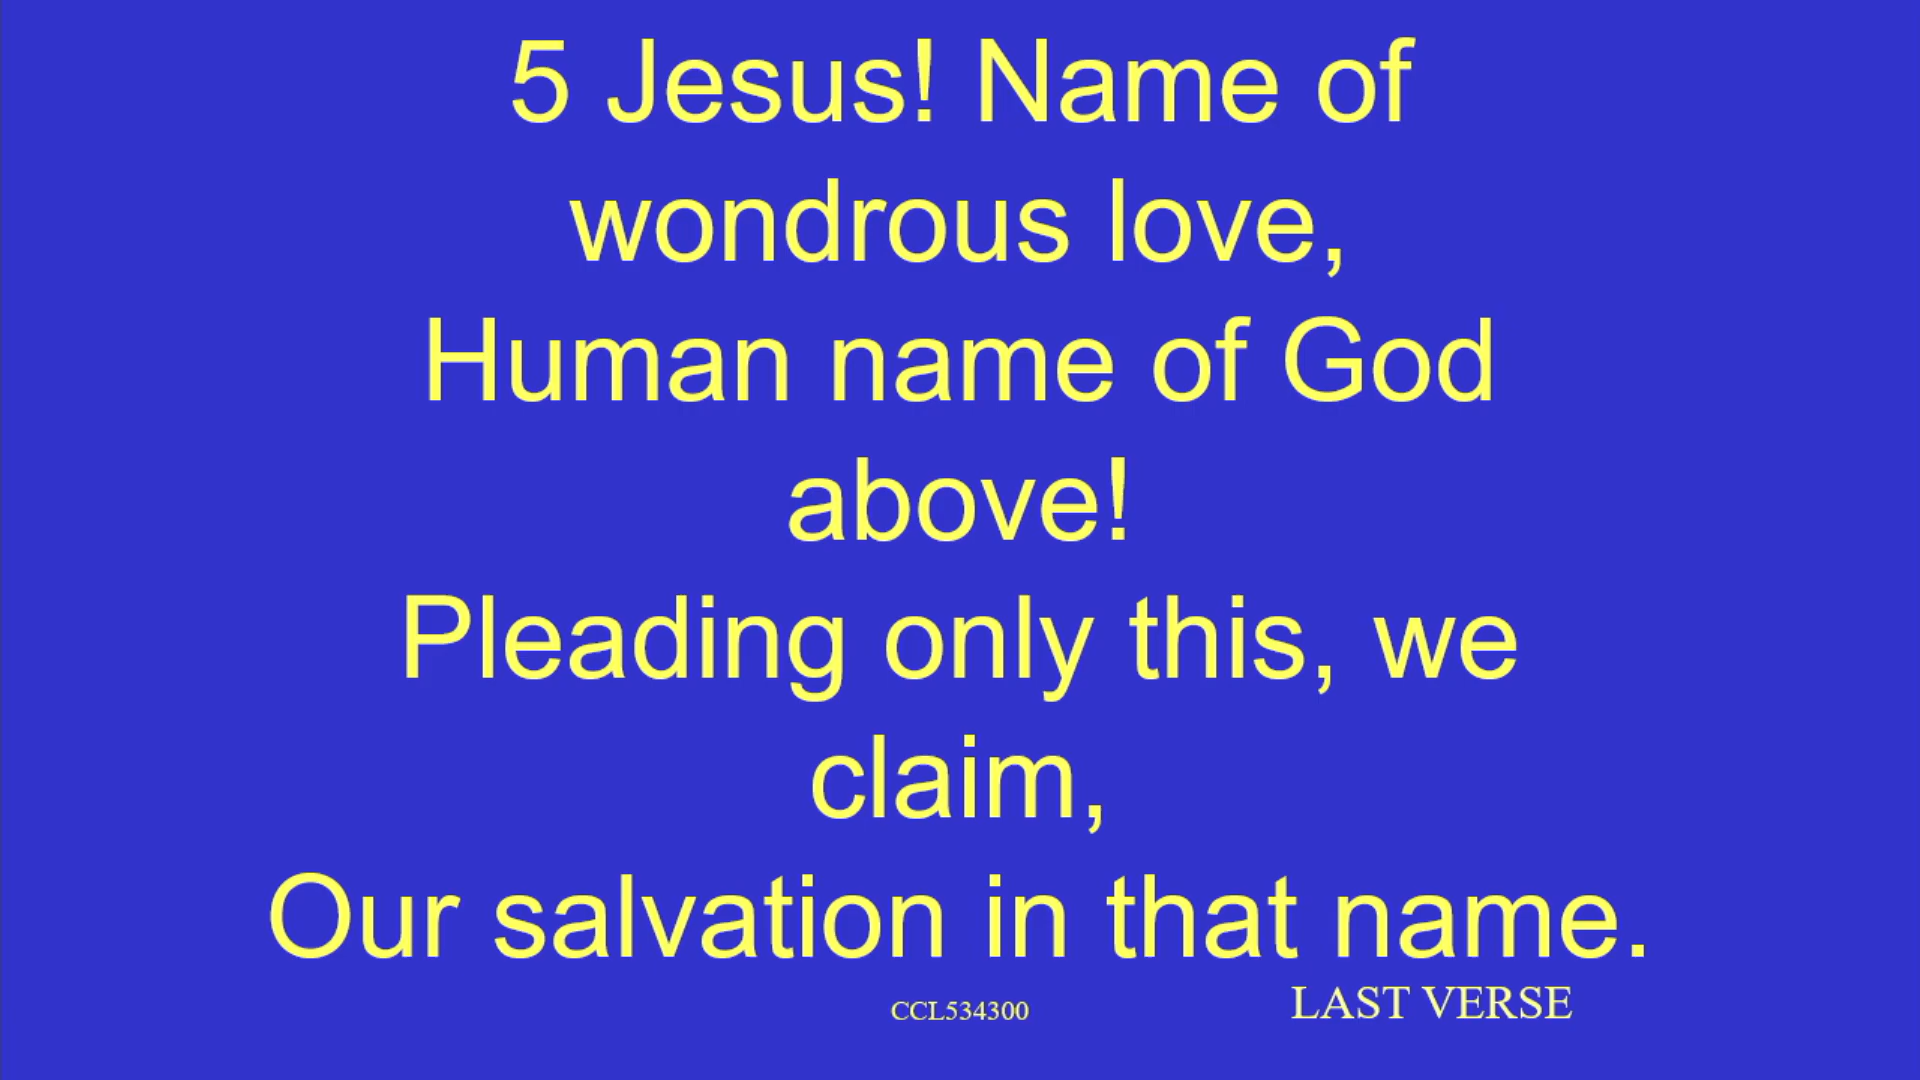 5 Jesus! Name of
wondrous love,
Human name of God
above!
Pleading only this, we
claim,
Our salvation in that name.
CCL534300
LAST VERSE